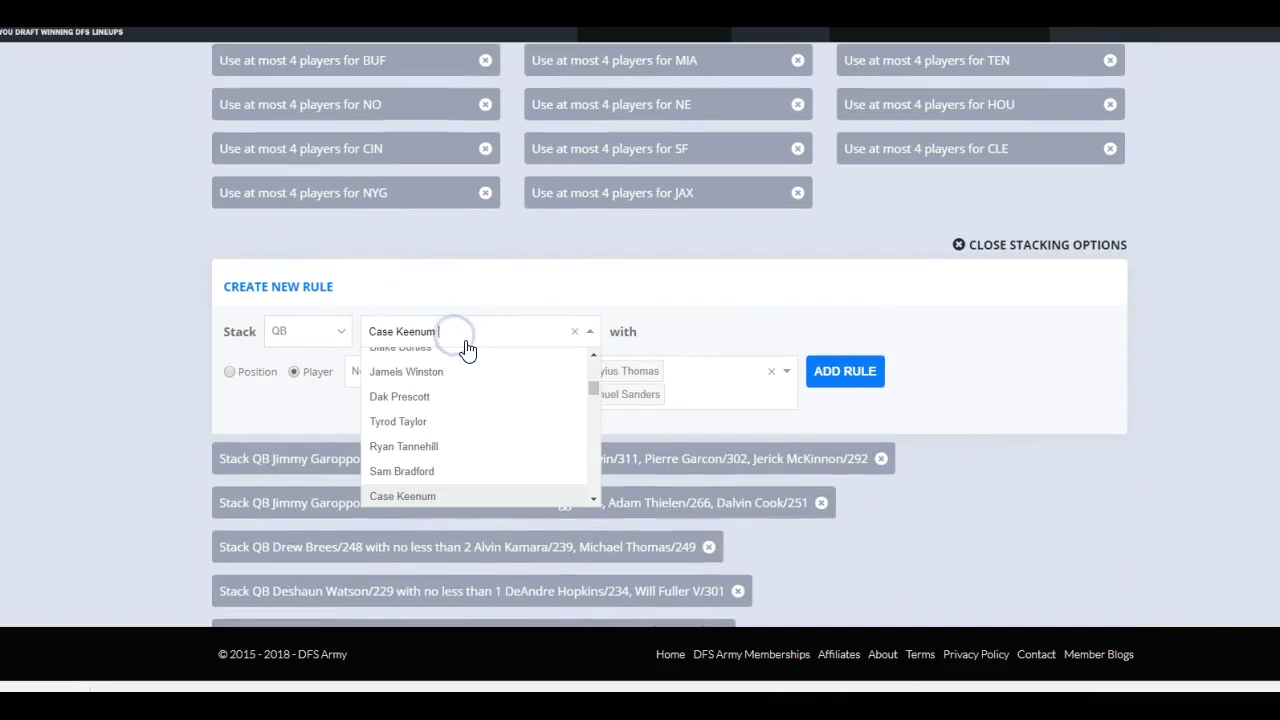 YOU DRAFT WINNING DFS LINEUPS
Use at most 4 players for BUF
Use at most 4 players for MIA
Use at most 4 players for TEN
Use at most 4 players for NO
Use at most 4 players for NE
Use at most 4 players for HOU
Use at most 4 players for CIN
Use at most 4 players for SF
Use at most 4 players for CLE
Use at most 4 players for NYG
Use at most 4 players for JAX
CLOSE STACKING OPTIONS
CREATE NEW RULE
Stack QB Case Keenum with
Position Player
yius Thomas
nuel Sanders
ADD RULE
Jameis Winston
Dak Prescott
Tyrod Taylor
Ryan Tannehill
Sam Bradford
Case Keenum
Stack QB Jimmy Garoppo vin/311, Pierre Garcon/302, Jerick McKinnon/292
Stack QB Jimmy Garoppo Adam Thielen/266, Dalvin Cook/251
Stack QB Drew Brees/248 with no less than 2 Alvin Kamara/239, Michael Thomas/249
Stack QB Deshaun Watson/229 with no less than 1 DeAndre Hopkins/234, Will Fuller V/301
© 2015 - 2018 - DFS Army
Home DFS Army Memberships Affiliates About Terms Privacy Policy Contact Member Blogs